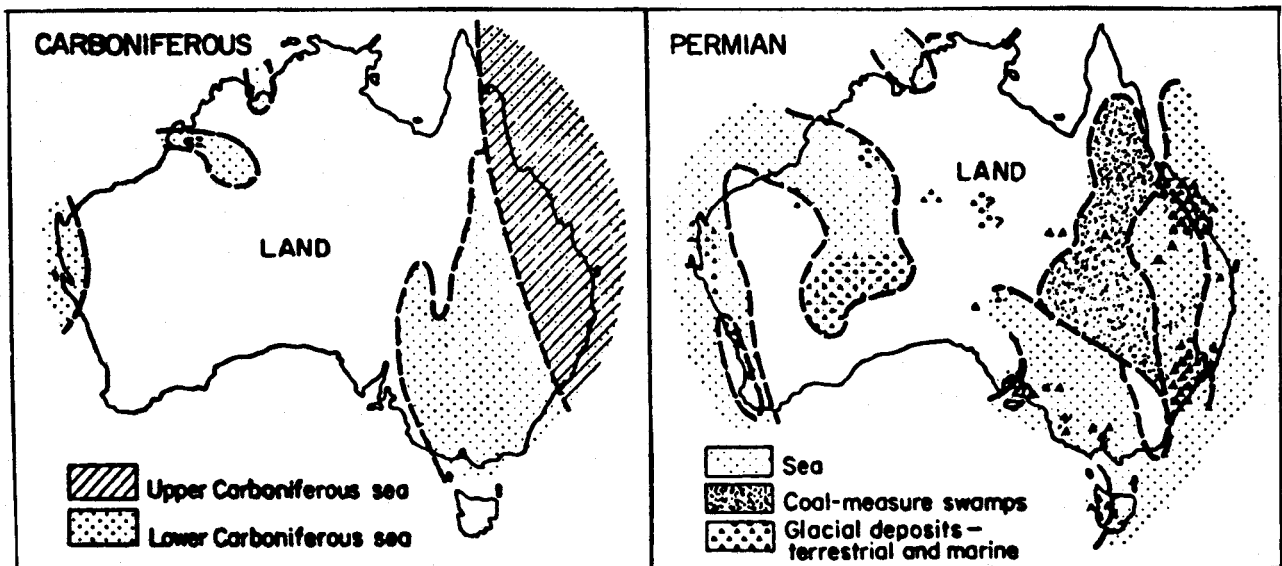 CARBONIFEROUS
LAND
Upper Carboniferous sea
Lower Carboniferous sea
PERMIAN
LAND
?
?
Sea
Coal-measure swamps
Glacial deposits—
terrestrial and marine